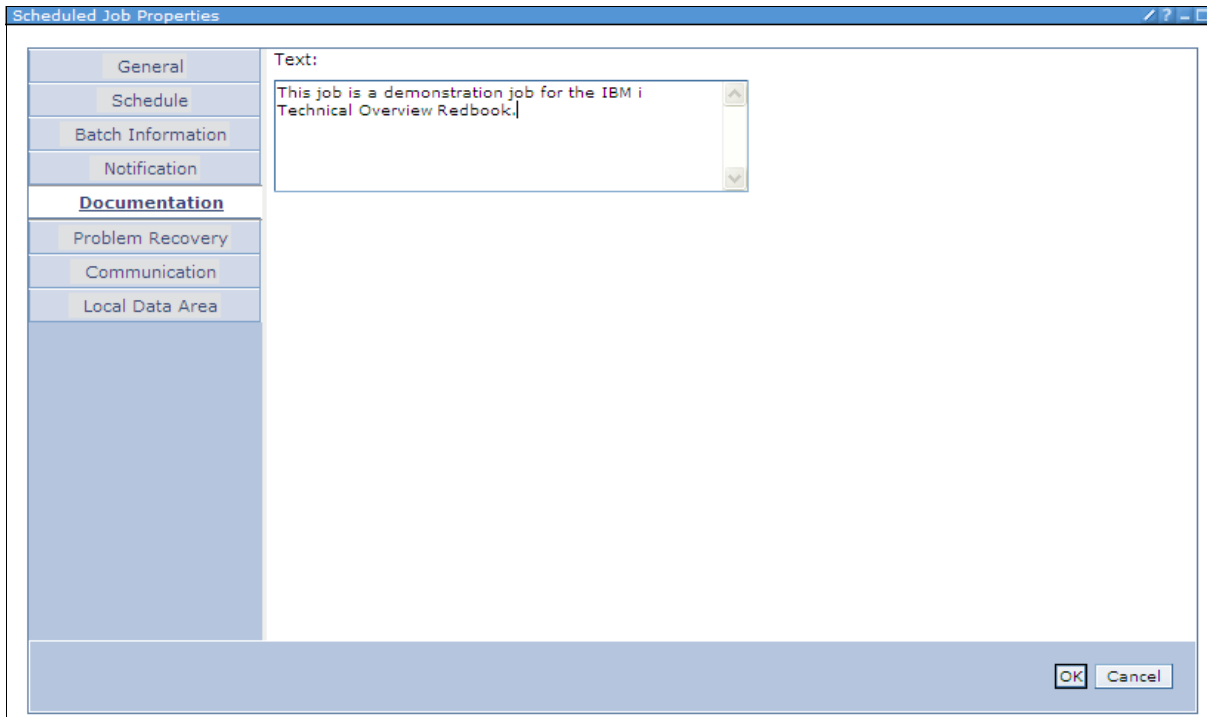 Scheduled Job Properties
General
Schedule
Batch Information
Notification
Documentation
Problem Recovery
Communication
Local Data Area
Text:
This job is a demonstration job for the IBM i
Technical Overview Redbook.
OK Cancel